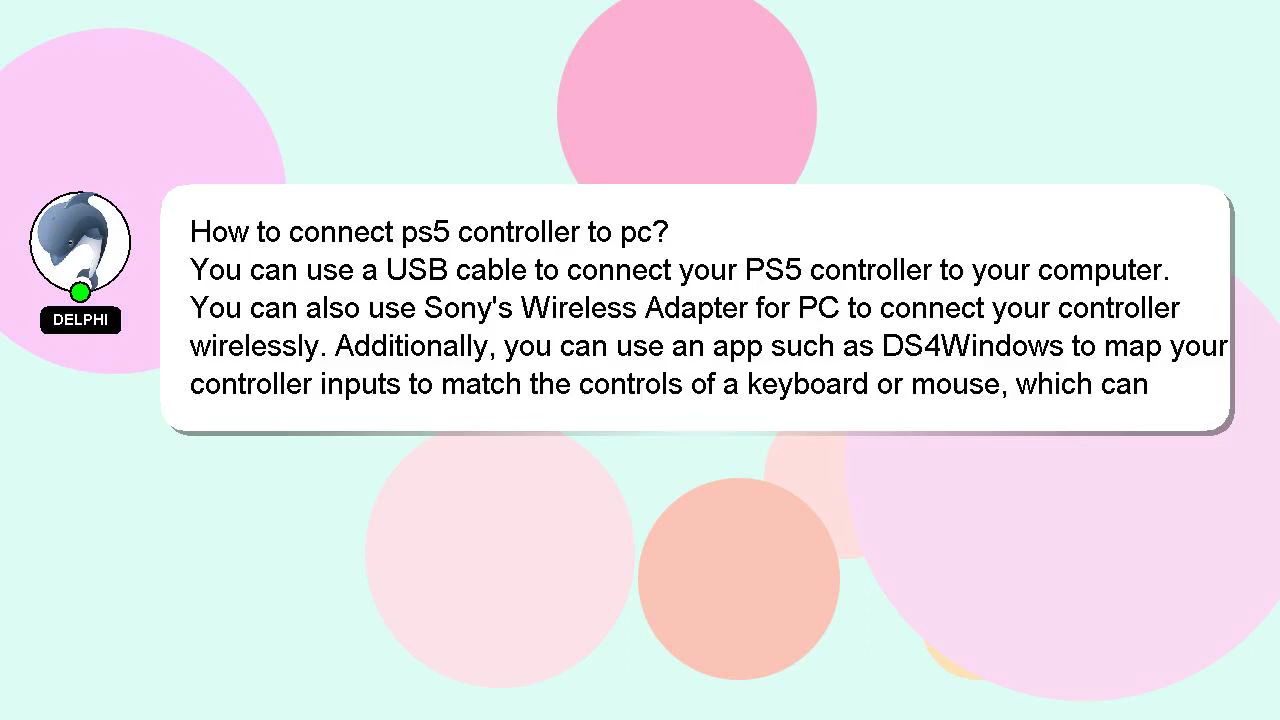 How to connect ps5 controller to pc?
You can use a USB cable to connect your PS5 controller to your computer.
You can also use Sony's Wireless Adapter for PC to connect your controller
wirelessly. Additionally, you can use an app such as DS4Windows to map your
controller inputs to match the controls of a keyboard or mouse, which can
DELPHI